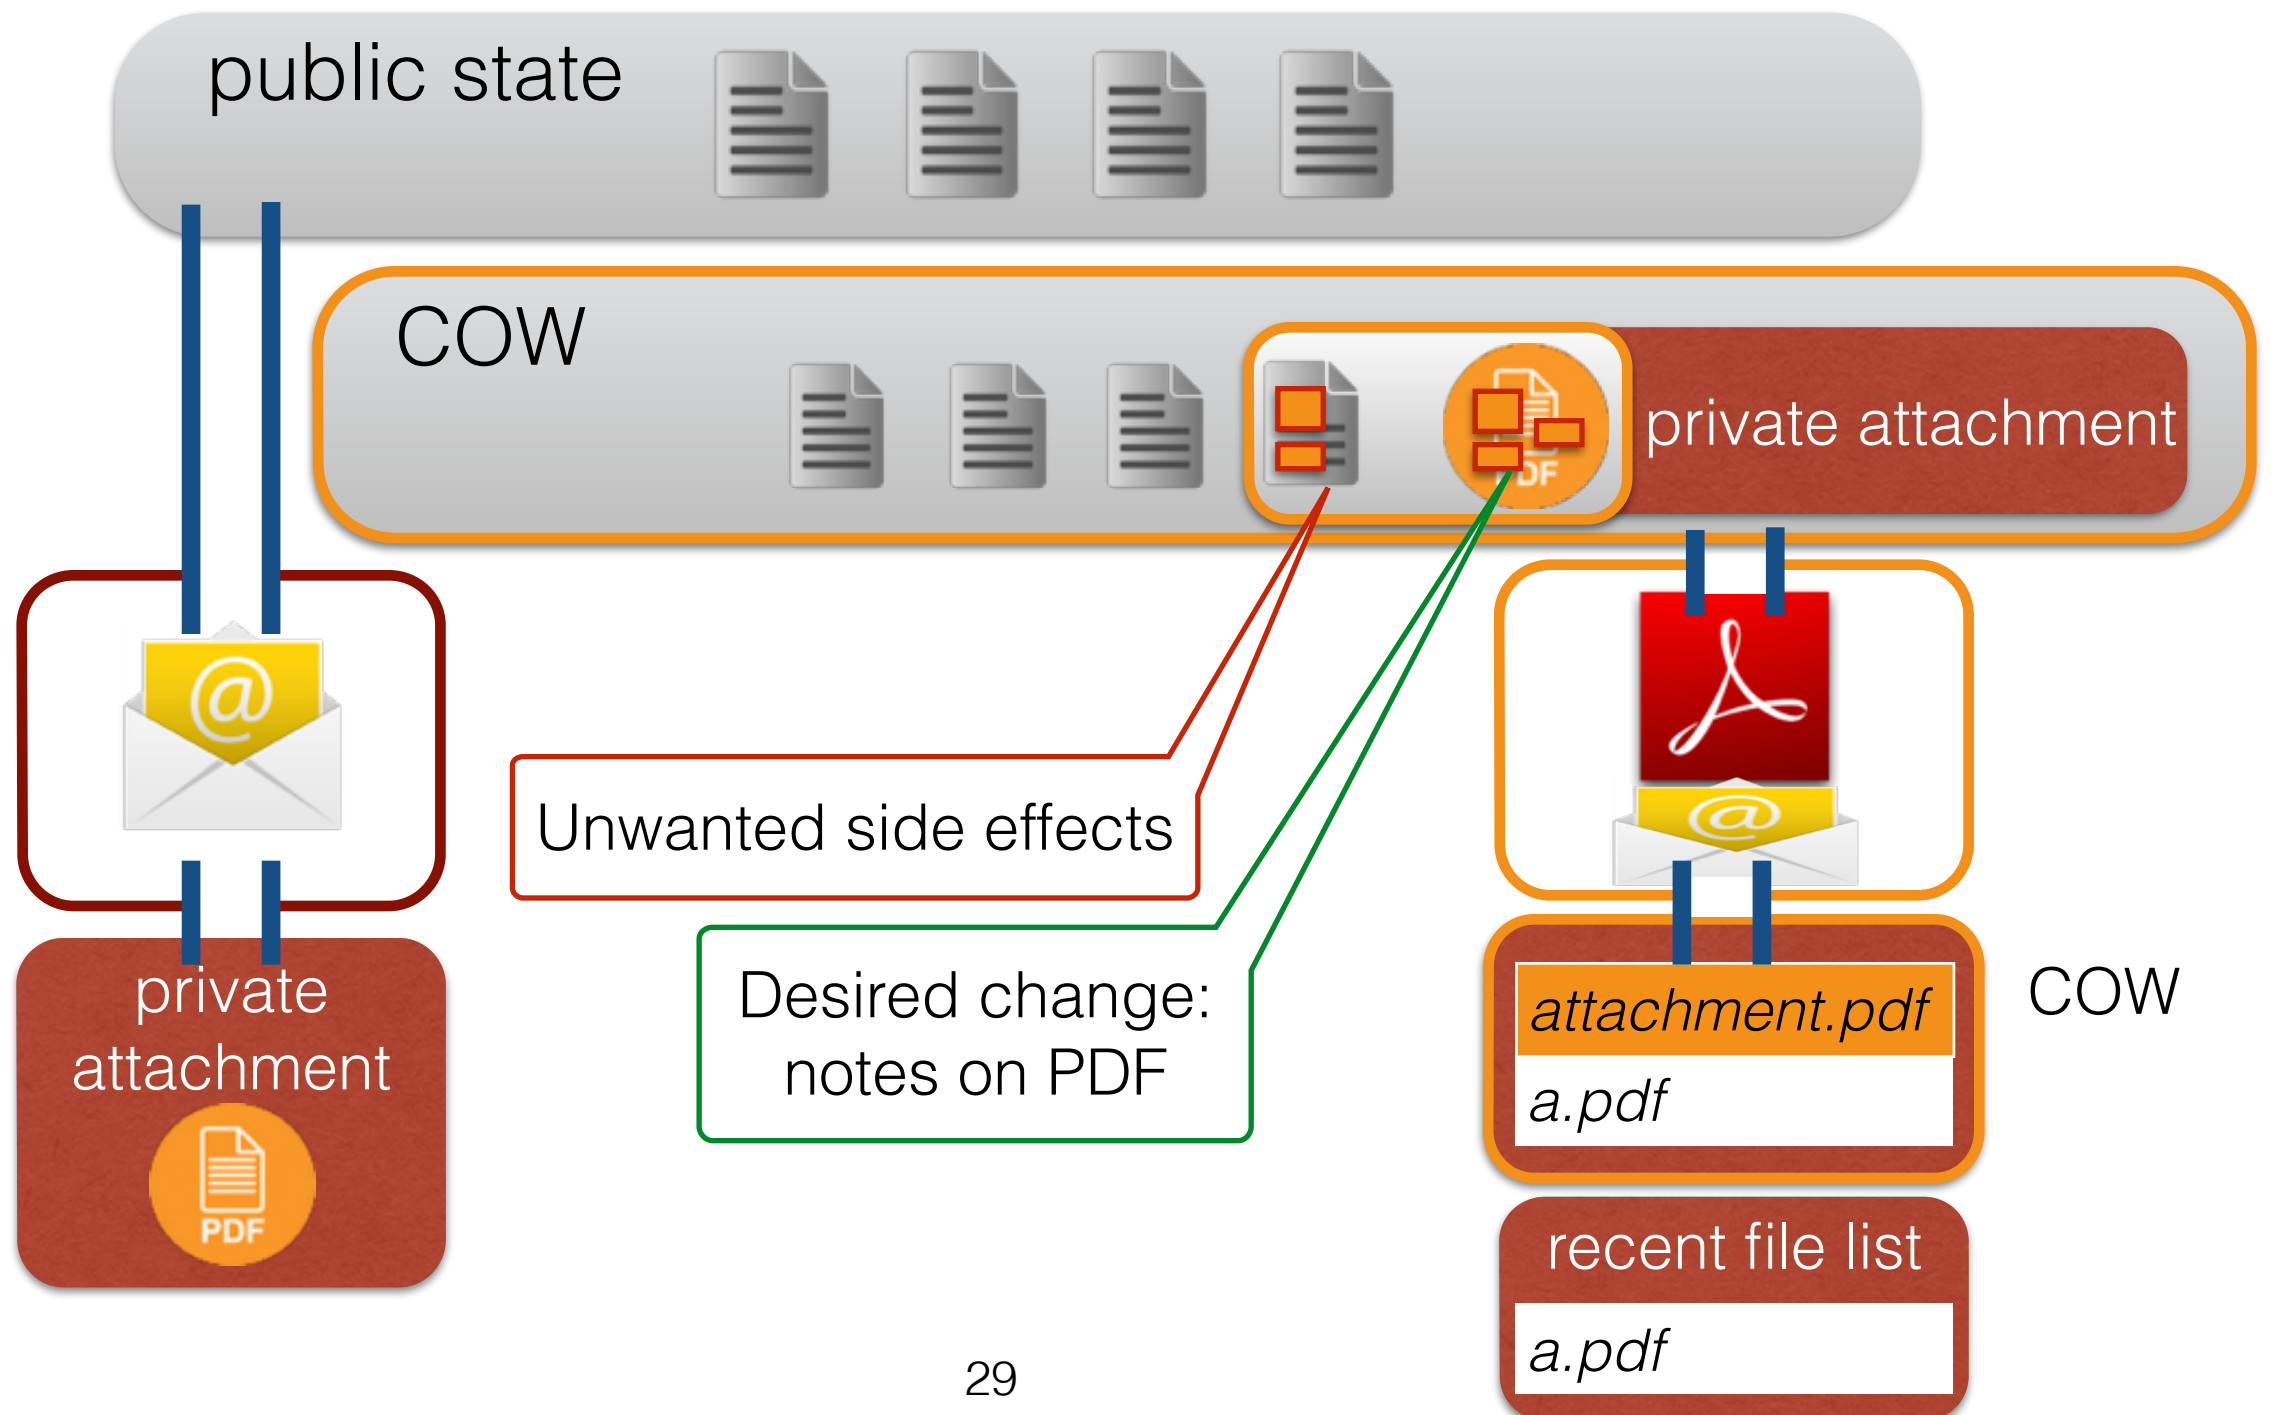 public state
COW
PDF
private attachment
@
@
Unwanted side effects
private
attachment
PDF
Desired change:
notes on PDF
attachment.pdf
a.pdf
COW
recent file list
a.pdf
29